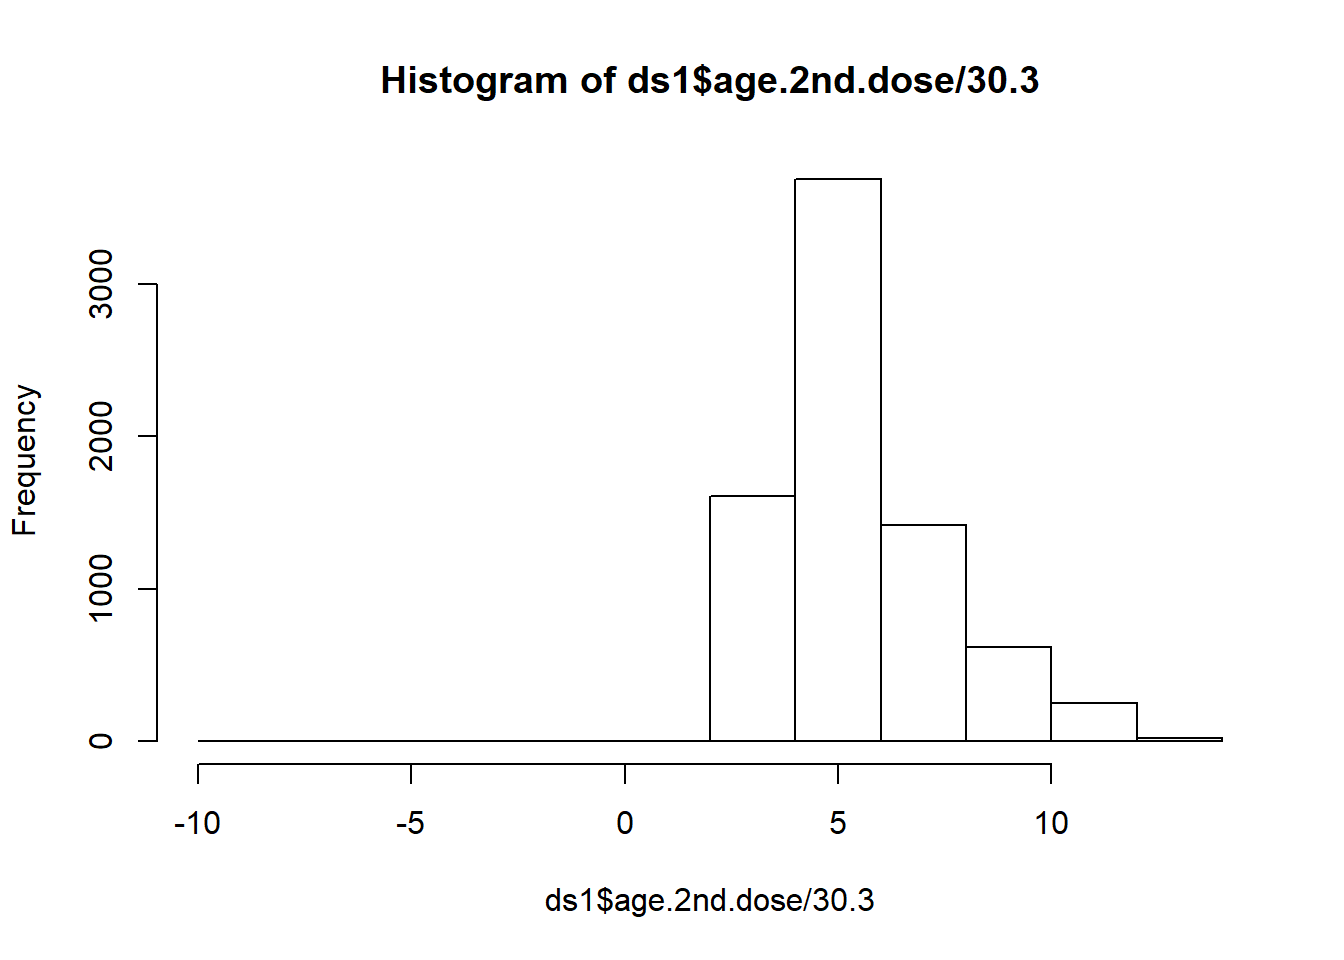 Histogram of ds1$age.2nd.dose/30.3
Frequency
3000
2000
1000
0
-10 -5 0 5 10
ds1$age.2nd.dose/30.3